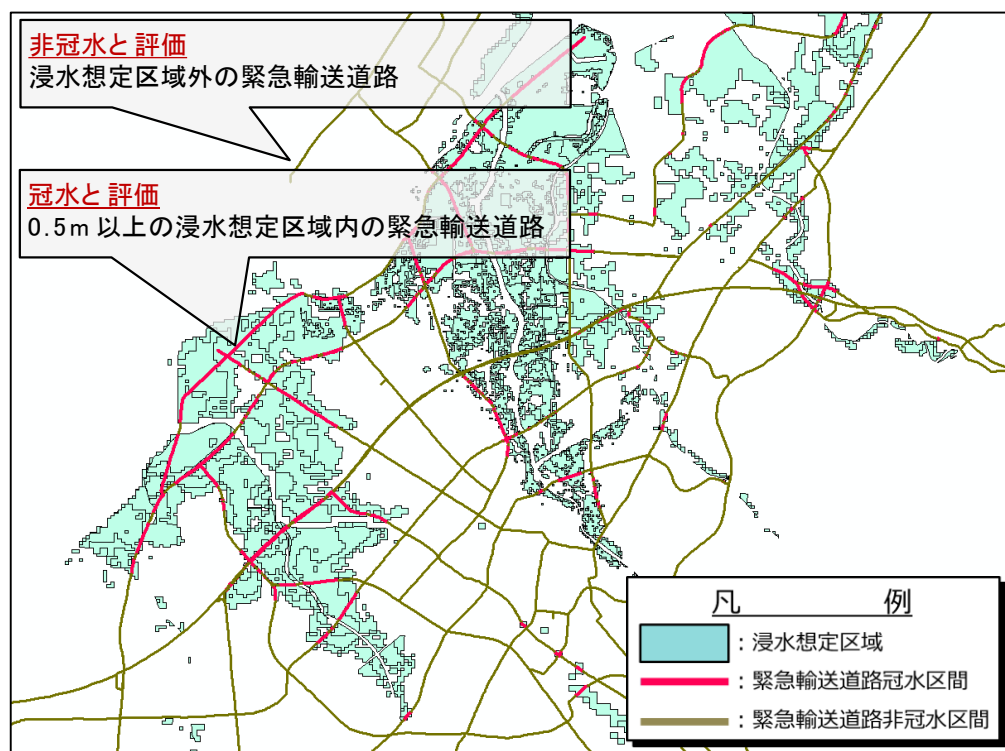 非冠水と評価
浸水想定区域外の緊急輸送道路
冠水と評価
0.5m以上の浸水想定区域内の緊急輸送道路
凡 例
：浸水想定区域
：緊急輸送道路冠水区間
：緊急輸送道路非冠水区間